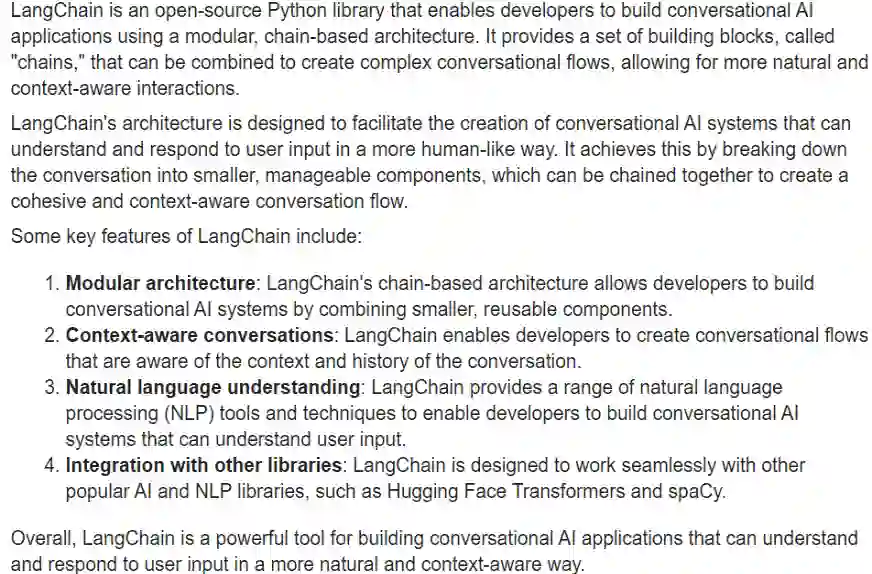 LangChain is an open-source Python library that enables developers to build conversational AI
applications using a modular, chain-based architecture. It provides a set of building blocks, called
"chains," that can be combined to create complex conversational flows, allowing for more natural and
context-aware interactions.
LangChain's architecture is designed to facilitate the creation of conversational AI systems that can
understand and respond to user input in a more human-like way. It achieves this by breaking down
the conversation into smaller, manageable components, which can be chained together to create a
cohesive and context-aware conversation flow.
Some key features of LangChain include:
1. Modular architecture: LangChain's chain-based architecture allows developers to build
conversational AI systems by combining smaller, reusable components.
2. Context-aware conversations: LangChain enables developers to create conversational flows
that are aware of the context and history of the conversation.
3. Natural language understanding: LangChain provides a range of natural language
processing (NLP) tools and techniques to enable developers to build conversational AI
systems that can understand user input.
4. Integration with other libraries: LangChain is designed to work seamlessly with other
popular AI and NLP libraries, such as Hugging Face Transformers and spaCy.
Overall, LangChain is a powerful tool for building conversational AI applications that can understand
and respond to user input in a more natural and context-aware way.